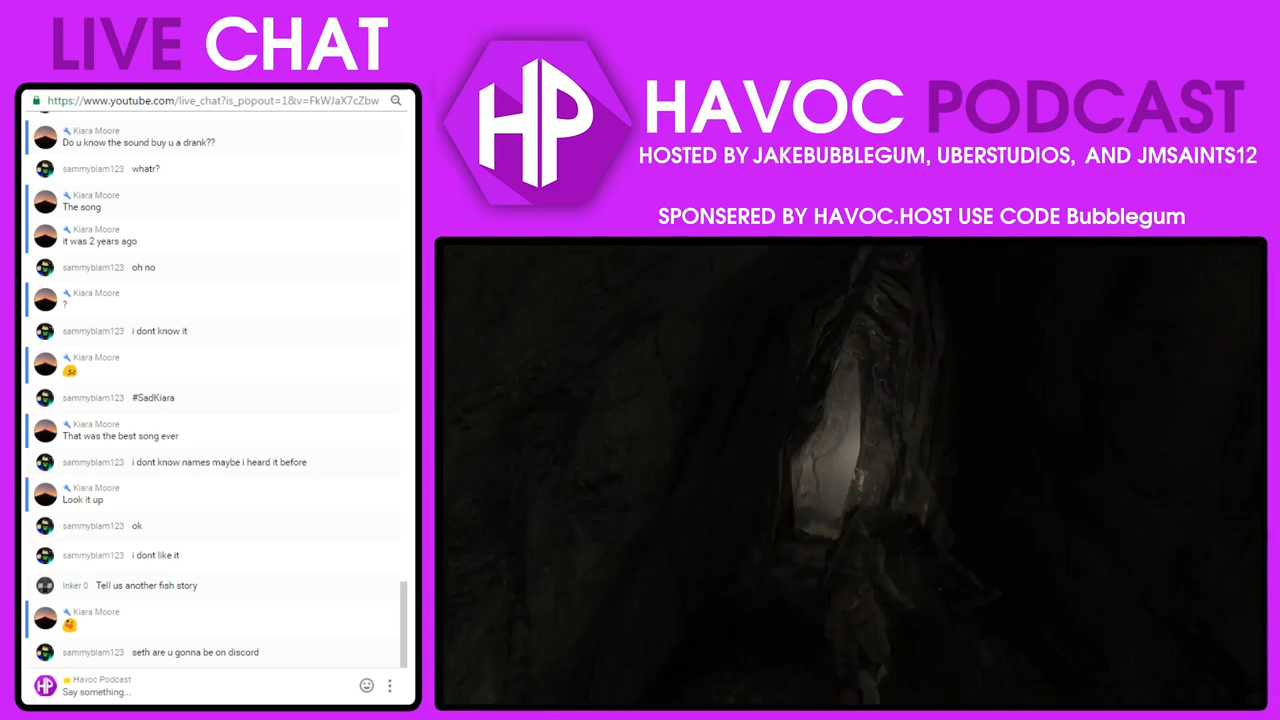 LIVE CHAT
https://www.youtube.com/live_chat?is_popout=1&v=FkWJaX7cZbw
Kiara Moore
Do u know the sound buy u a drank??
sammyblam123 whatr?
Kiara Moore
The song
Kiara Moore
it was 2 years ago
sammyblam123 oh no
Kiara Moore
?
sammyblam123 i dont know it
Kiara Moore
sammyblam123 #SadKiara
Kiara Moore
That was the best song ever
sammyblam123 i dont know names maybe i heard it before
Kiara Moore
Look it up
sammyblam123 ok
sammyblam123 i dont like it
Inker 0 Tell us another fish story
Kiara Moore
sammyblam123 seth are u gonna be on discord
HP Havoc Podcast
Say something...
HP
HAVOC PODCAST
HOSTED BY JAKEBUBBLEGUM, UBERSTUDIOS, AND JMSAINTS12
SPONSERED BY HAVOC.HOST USE CODE Bubblegum